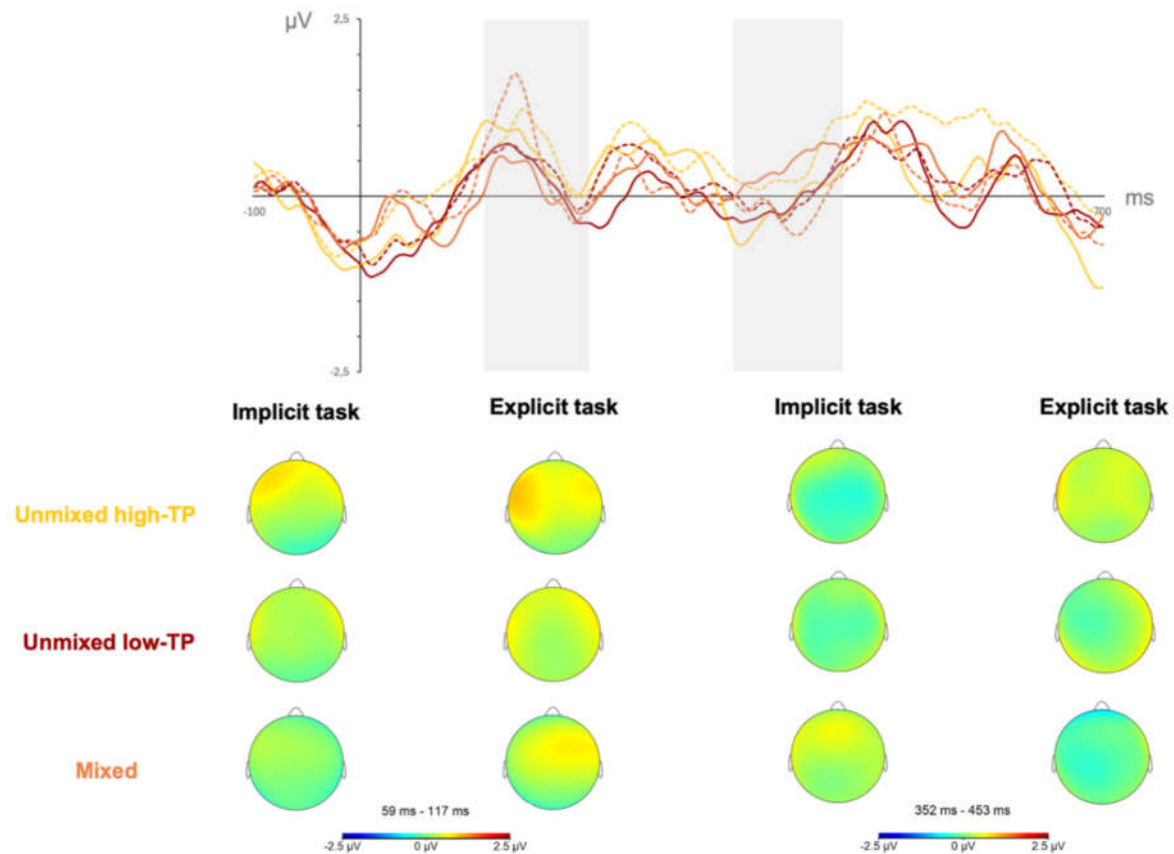 µV
2,5
-100
700
ms
-2,5
Implicit task
Explicit task
Implicit task
Explicit task
Unmixed high-TP
Unmixed low-TP
Mixed
59 ms - 117 ms
352 ms - 453 ms
-2.5 µV
0 µV
2.5 µV
-2.5 µV
0 µV
2.5 µV